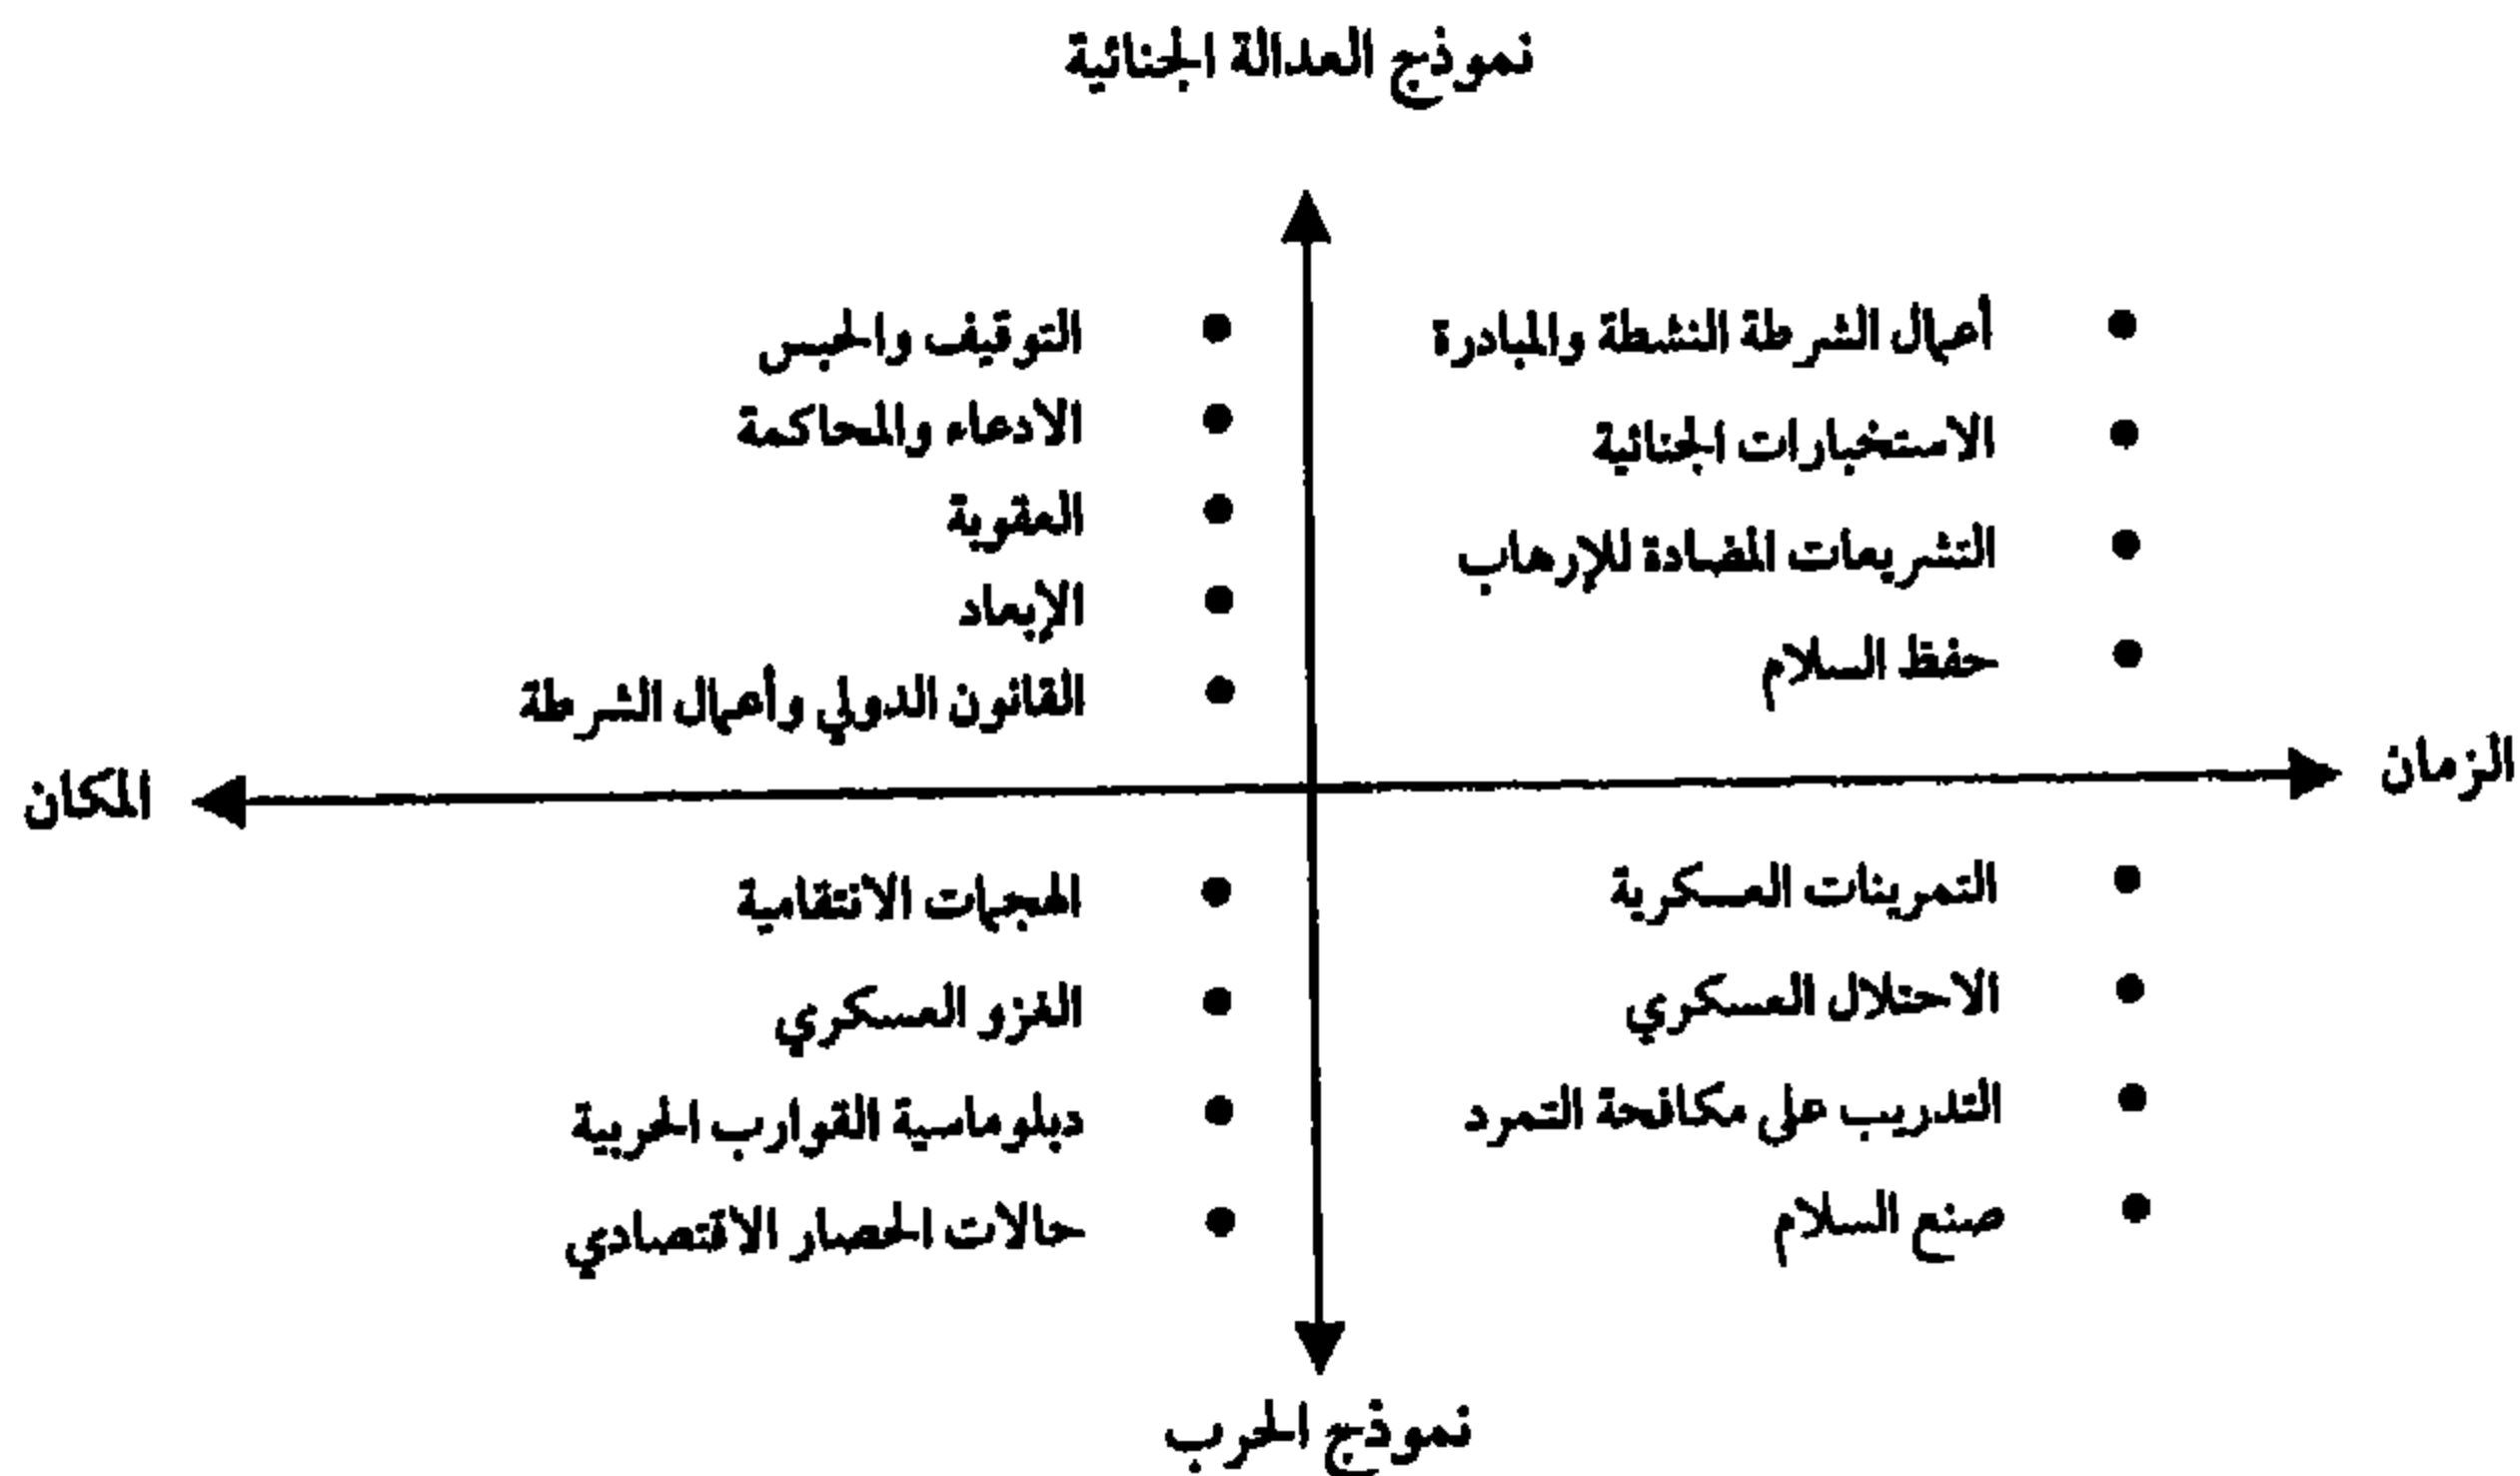 نموذج العدالة الجنائية
• أعمال الشرطة النشطة والمبادرة
• الاستخبارات الجنائية
• التشريعات المضادة للإرهاب
• حفظ السلام
• التوقيف والحبس
• الادعاء والمحاكمة
• العقوبة
• الإبعاد
• القانون الدولي وأعمال الشرطة
الزمان
المكان
• التمرينات العسكرية
• الاحتلال العسكري
• التدريب على مكافحة التمرد
• صنع السلام
• الهجمات الانتقامية
• الغزو العسكري
• دبلوماسية القوارب الحربية
• حالات الحصار الاقتصادي
نموذج الحرب